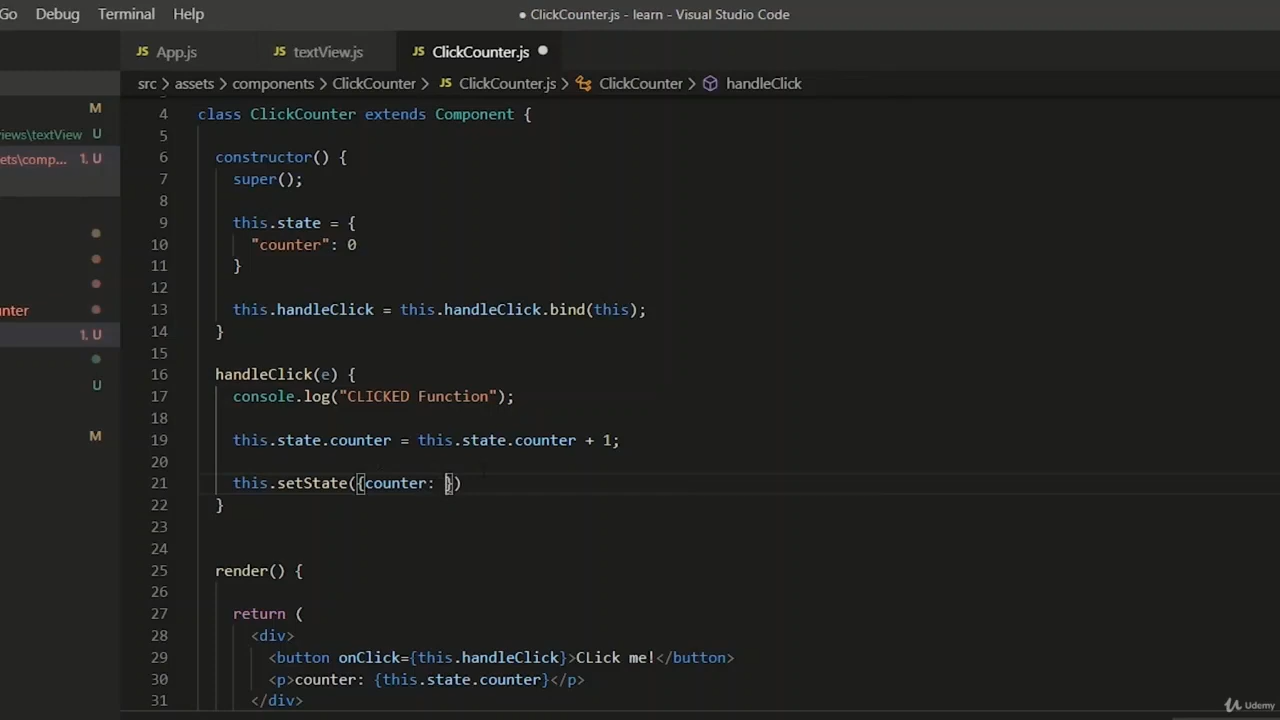 Go Debug Terminal Help ● ClickCounter.js - learn - Visual Studio Code
JS App.js JS textView.js JS ClickCounter.js ●
src > assets > components > ClickCounter > JS ClickCounter.js > ClickCounter > handleClick
M
iews\textView U
ets\comp... 1, U
unter
1, U
U
M
4 class ClickCounter extends Component {
5
6 constructor() {
7 super();
8
9 this.state = {
10 "counter": 0
11 }
12
13 this.handleClick = this.handleClick.bind(this);
14 }
15
16 handleClick(e) {
17 console.log("CLICKED Function");
18
19 this.state.counter = this.state.counter + 1;
20
21 this.setState({counter: })
22 }
23
24
25 render() {
26
27 return (
28 <div>
29 <button onClick={this.handleClick}>CLick me!</button>
30 <p>counter: {this.state.counter}</p>
31 </div>
Udemy